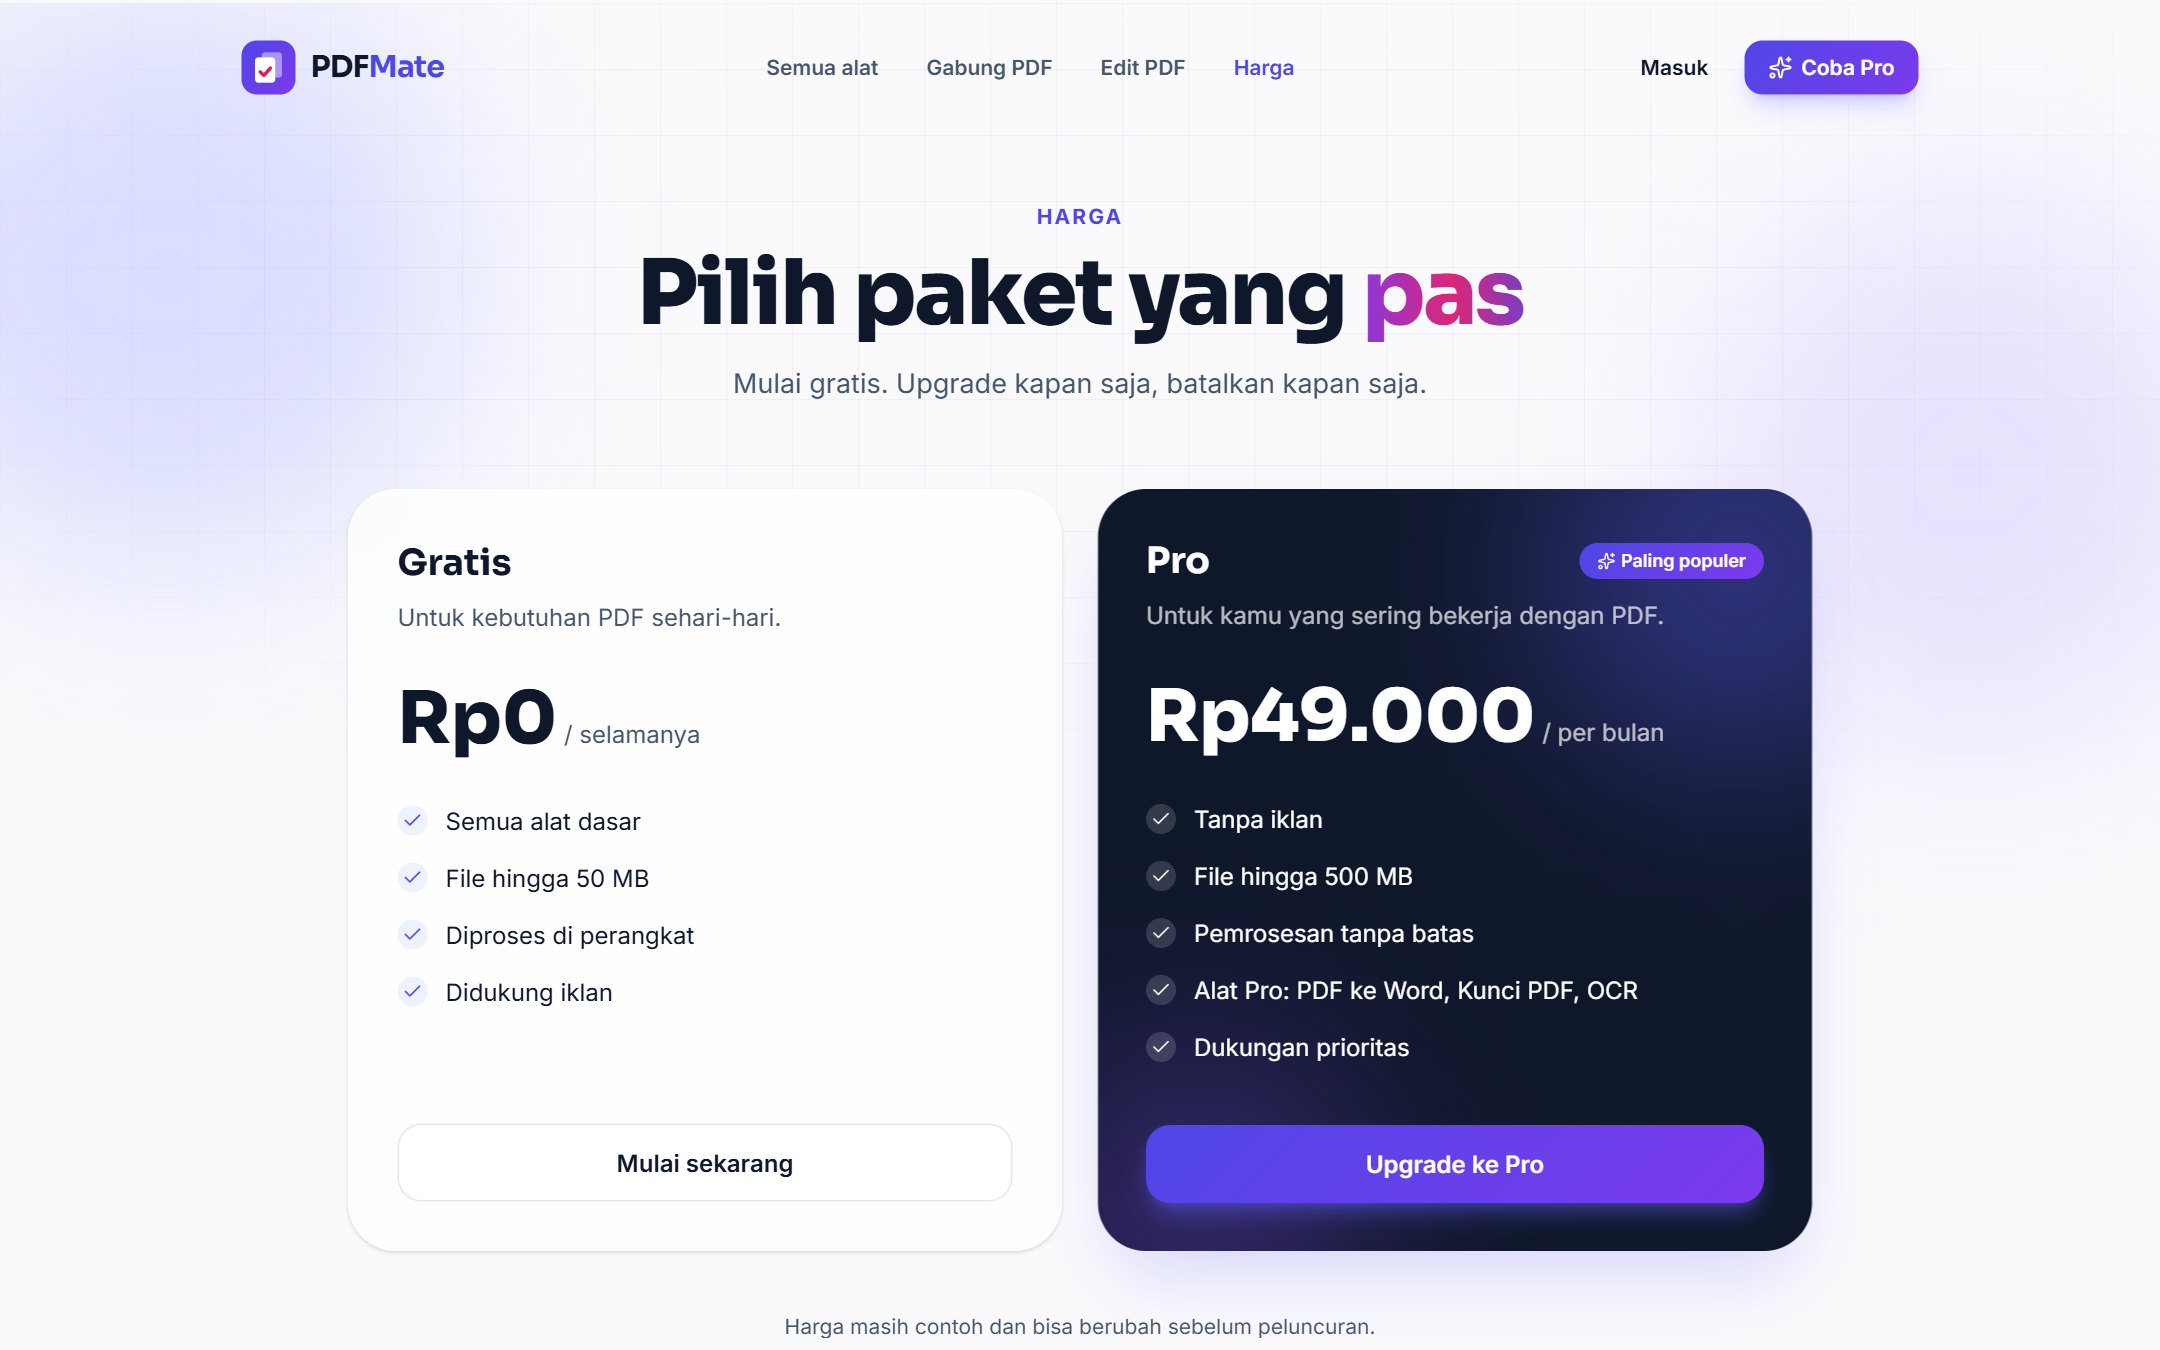 PDFMate
Semua alat
Gabung PDF
Edit PDF
Harga
Masuk
Coba Pro
HARGA
Pilih paket yang pas
Mulai gratis. Upgrade kapan saja, batalkan kapan saja.
Gratis
Untuk kebutuhan PDF sehari-hari.
Rp0 / selamanya
Semua alat dasar
File hingga 50 MB
Diproses di perangkat
Didukung iklan
Mulai sekarang
Pro
Paling populer
Untuk kamu yang sering bekerja dengan PDF.
Rp49.000 / per bulan
Tanpa iklan
File hingga 500 MB
Pemrosesan tanpa batas
Alat Pro: PDF ke Word, Kunci PDF, OCR
Dukungan prioritas
Upgrade ke Pro
Harga masih contoh dan bisa berubah sebelum peluncuran.